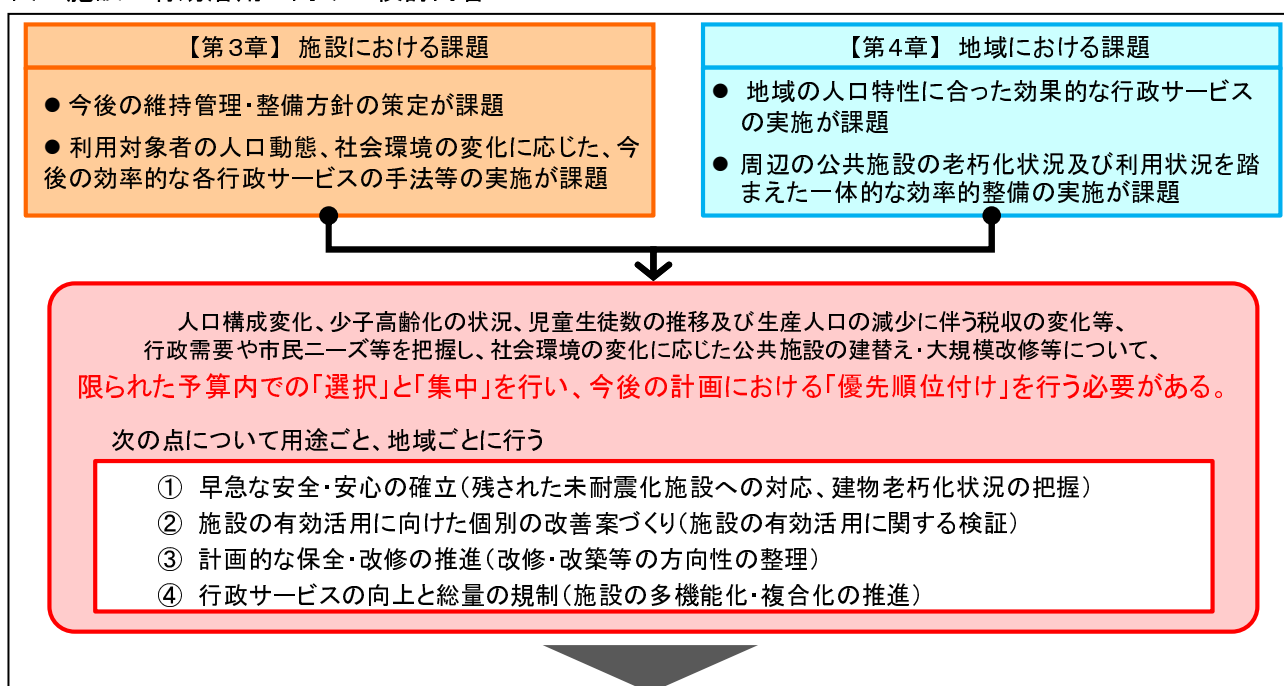 【第3章】 施設における課題
● 今後の維持管理・整備方針の策定が課題
● 利用対象者の人口動態、社会環境の変化に応じた、今
後の効率的な各行政サービスの手法等の実施が課題
【第4章】 地域における課題
● 地域の人口特性に合った効果的な行政サービス
の実施が課題
● 周辺の公共施設の老朽化状況及び利用状況を踏
まえた一体的な効率的整備の実施が課題
人口構成変化、少子高齢化の状況、児童生徒数の推移及び生産人口の減少に伴う税収の変化等、
行政需要や市民ニーズ等を把握し、社会環境の変化に応じた公共施設の建替え・大規模改修等について、
限られた予算内での「選択」と「集中」を行い、今後の計画における「優先順位付け」を行う必要がある。
次の点について用途ごと、地域ごとに行う
① 早急な安全・安心の確立(残された未耐震化施設への対応、建物老朽化状況の把握)
② 施設の有効活用に向けた個別の改善案づくり(施設の有効活用に関する検証)
③ 計画的な保全・改修の推進(改修・改築等の方向性の整理)
④ 行政サービスの向上と総量の規制(施設の多機能化・複合化の推進)